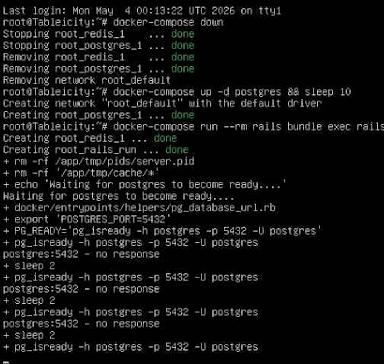 Last login: Mon May  4 00:13:22 UTC 2026 on tty1
root@Tableicity:~# docker-compose down
Stopping root_redis_1    ... done
Stopping root_postgres_1 ... done
Removing root_redis_1    ... done
Removing root_postgres_1 ... done
Removing network root_default
root@Tableicity:~# docker-compose up -d postgres && sleep 10
Creating network "root_default" with the default driver
Creating root_postgres_1 ... done
root@Tableicity:~# docker-compose run --rm rails bundle exec rails
Creating root_redis_1 ... done
Creating root_rails_run ... done
+ rm -rf /app/tmp/pids/server.pid
+ rm -rf '/app/tmp/cache/*'
+ echo 'Waiting for postgres to become ready....'
Waiting for postgres to become ready....
+ docker/entrypoints/helpers/pg_database_url.rb
+ export 'POSTGRES_PORT=5432'
+ PG_READY='pg_isready -h postgres -p 5432 -U postgres'
+ pg_isready -h postgres -p 5432 -U postgres
postgres:5432 - no response
+ sleep 2
+ pg_isready -h postgres -p 5432 -U postgres
postgres:5432 - no response
+ sleep 2
+ pg_isready -h postgres -p 5432 -U postgres
postgres:5432 - no response
+ sleep 2
+ pg_isready -h postgres -p 5432 -U postgres